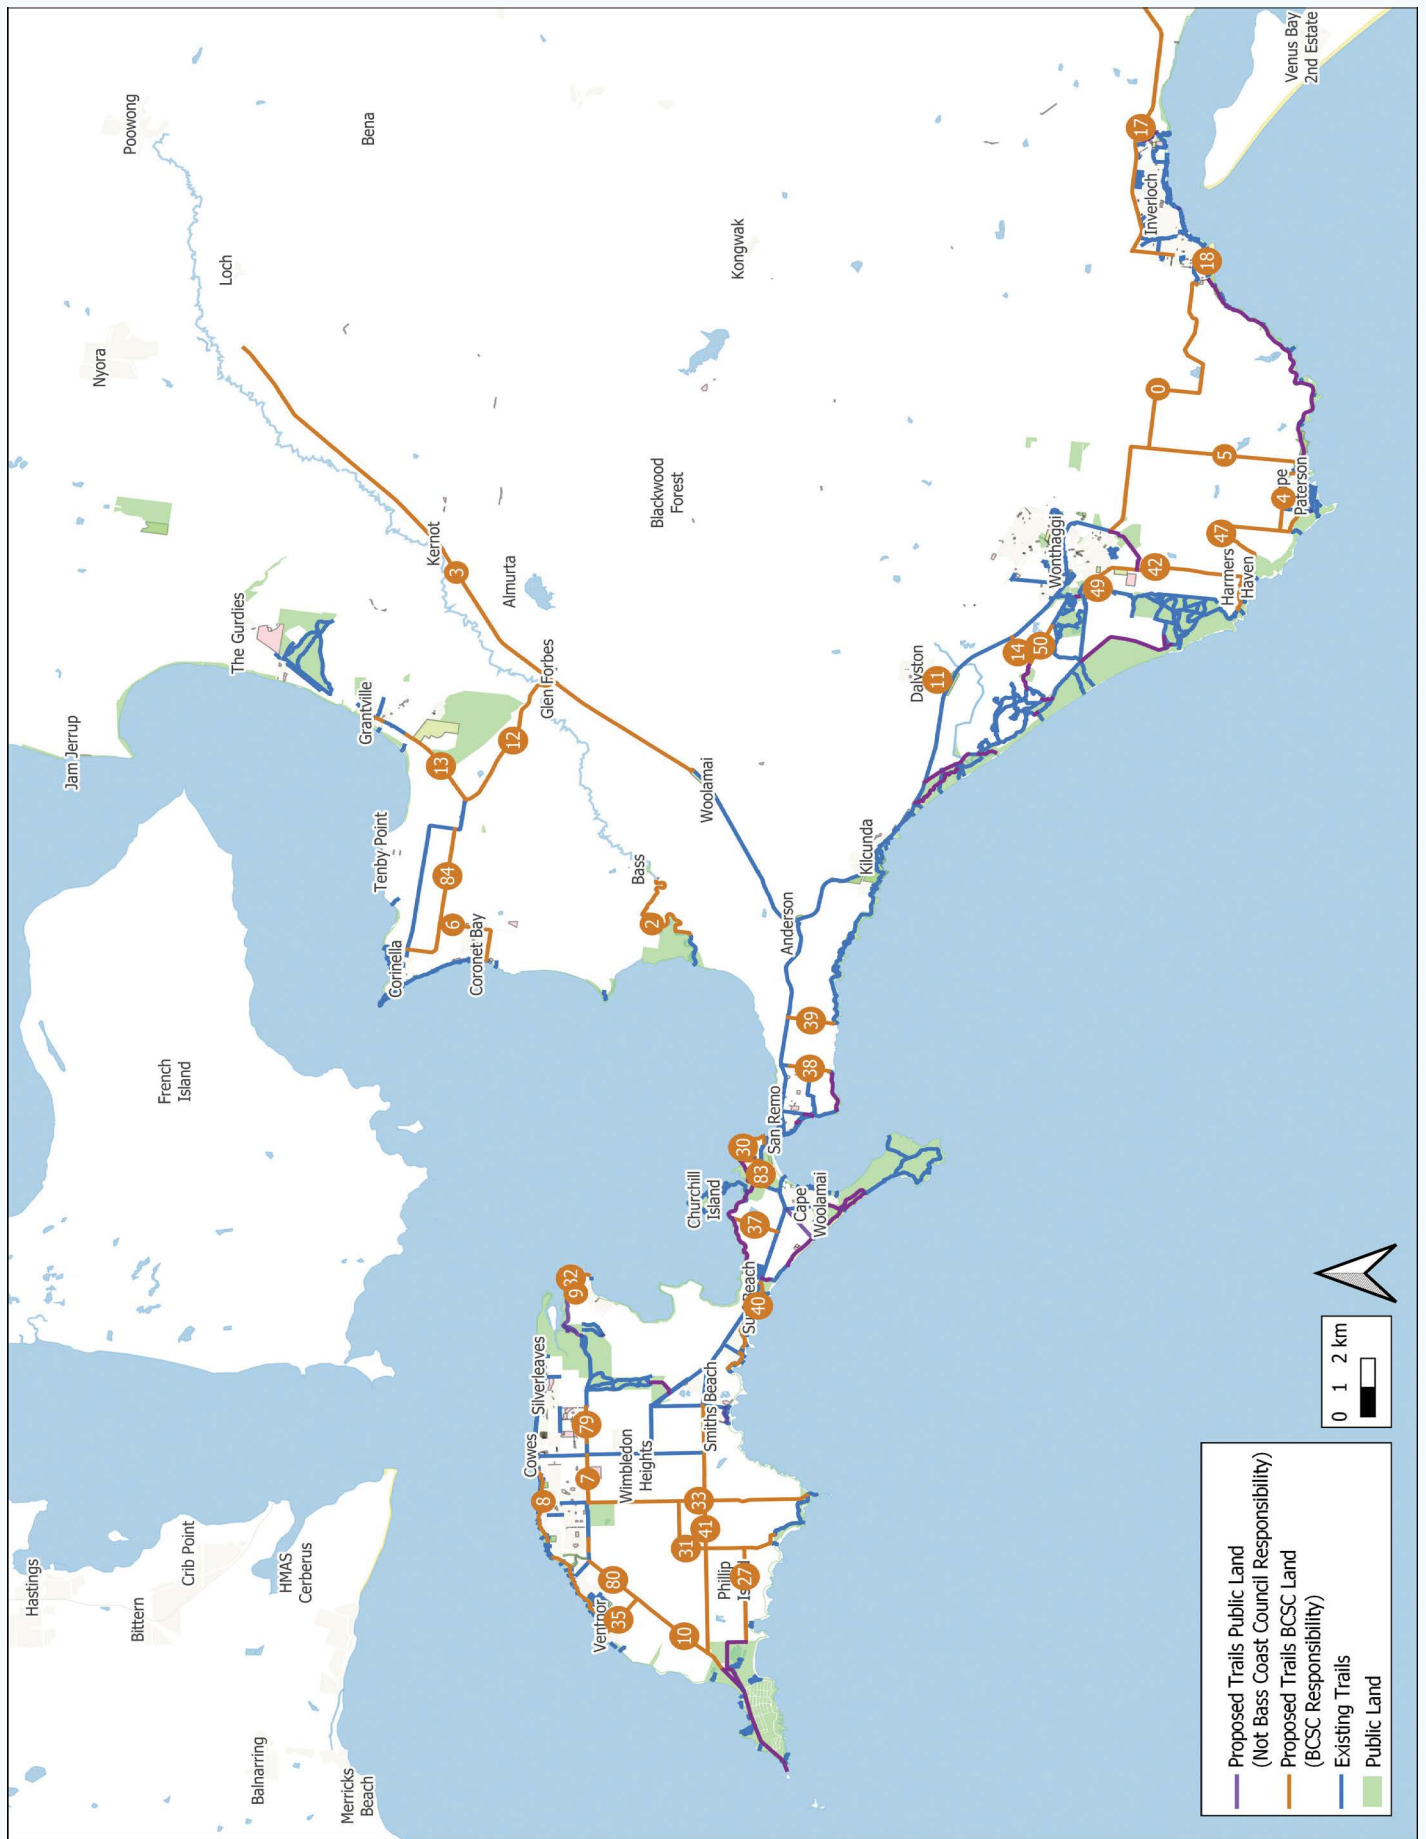 Hastings
Bittern
Crib Point
HMAS
Cerberus
Balnarring
Merricks
Beach
French
Island
Jam Jerrup
The Gurdies
Grantville
Tenby Point
Corinella
Coronet Bay
Nyora
Poowong
Loch
Bena
Kernot
Almurta
Glen Forbes
Kongwak
Blackwood
Forest
Woolamai
Bass
Anderson
Kilcunda
Dalyston
Wonthaggi
Harmers
Haven
Paterson
Inverloch
Venus Bay
2nd Estate
San Remo
Churchill
Island
Cape
Woolamai
Silverleaves
Cowes
Wimbledon
Heights
Smiths Beach
Beach
Ventnor
Phillip
3
13
12
84
6
2
11
14
50
49
42
47
4
5
0
18
17
39
38
30
83
37
40
32
9
79
7
8
33
41
31
27
80
35
10
0 1 2 km
Proposed Trails Public Land
(Not Bass Coast Council Responsibility)
Proposed Trails BCSC Land
(BCSC Responsibility)
Existing Trails
Public Land